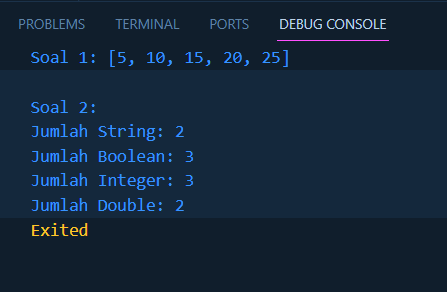 PROBLEMS TERMINAL PORTS DEBUG CONSOLE
Soal 1: [5, 10, 15, 20, 25]
Soal 2:
Jumlah String: 2
Jumlah Boolean: 3
Jumlah Integer: 3
Jumlah Double: 2
Exited